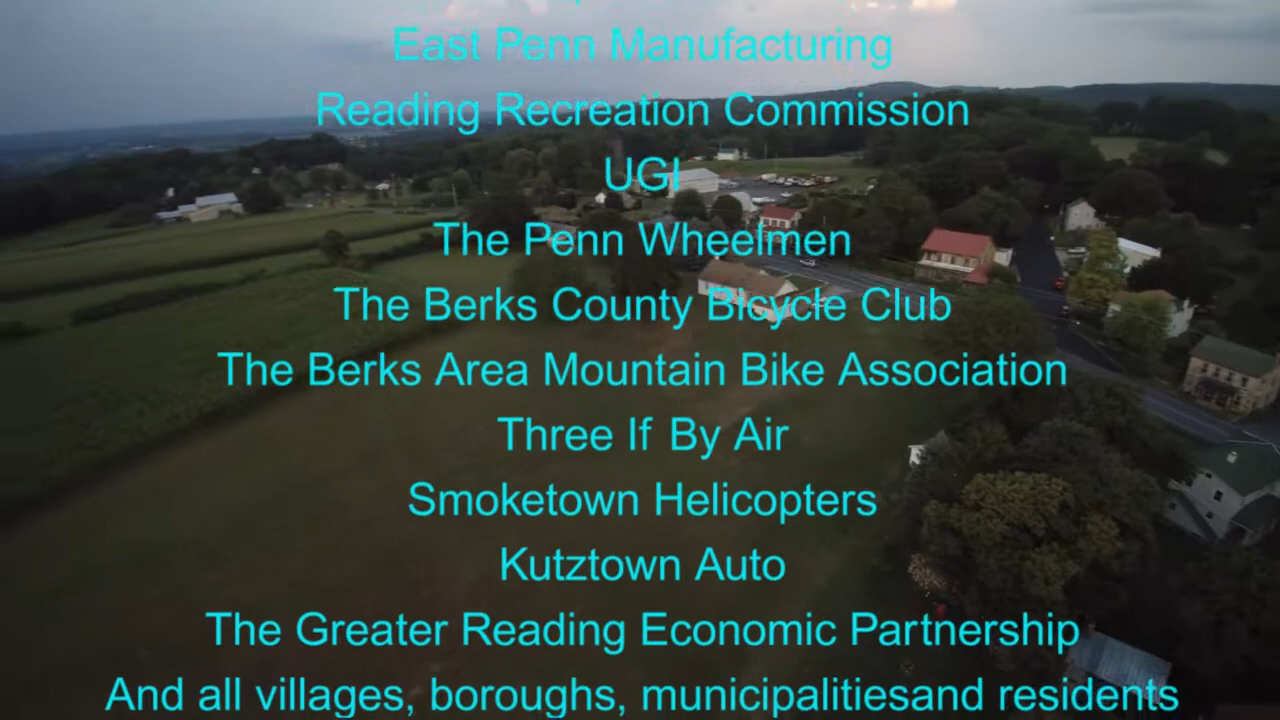 East Penn Manufacturing
Reading Recreation Commission
UGI
The Penn Wheelmen
The Berks County Bicycle Club
The Berks Area Mountain Bike Association
Three If By Air
Smoketown Helicopters
Kutztown Auto
The Greater Reading Economic Partnership
And all villages, boroughs, municipalitiesand residents